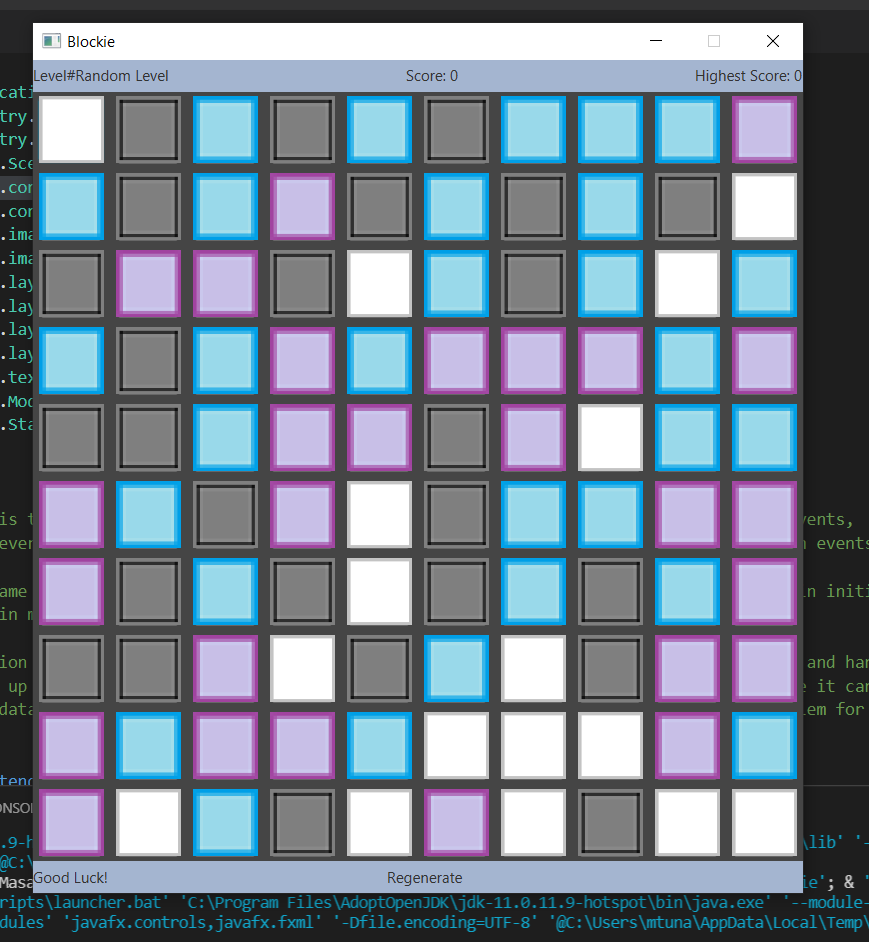 Blockie
Level#Random Level Score: 0 Highest Score: 0
cati
try.
try.
.Sce
.con
.con
.ima
.ima
.lay
.lay
.lay
.lay
.tex
.Mod
.Sta
is t vents,
ever n events
ame in initi
in m
ion and han
up e it can
data lem for
tend
ONSO
.9-h \lib' '-
@C:\
Good Luck! Regenerate
Masa ie'; & '
ripts\launcher.bat' 'C:\Program Files\AdoptOpenJDK\jdk-11.0.11.9-hotspot\bin\java.exe' '--module-
dules' 'javafx.controls,javafx.fxml' '-Dfile.encoding=UTF-8' '@C:\Users\mtuna\AppData\Local\Temp\